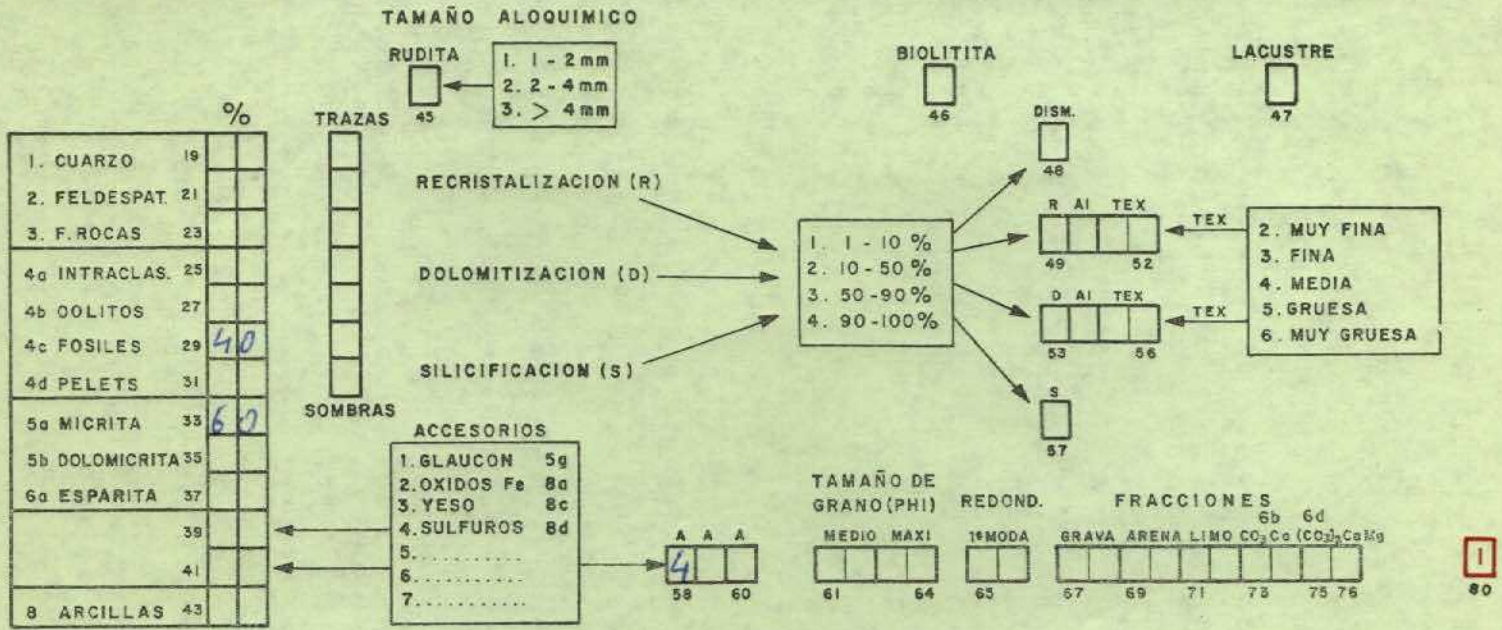 TAMAÑO ALOQUIMICO
RUDITA
45
1. 1 - 2 mm
2. 2 - 4 mm
3. > 4 mm
BIOLITITA
46
LACUSTRE
47
%
1. CUARZO 19
2. FELDESPAT. 21
3. F. ROCAS 23
4a INTRACLAS. 25
4b OOLITOS 27
4c FOSILES 29 40
4d PELETS 31
5a MICRITA 33 60
5b DOLOMICRITA 35
6a ESPARITA 37
39
41
8 ARCILLAS 43
TRAZAS
SOMBRAS
RECRISTALIZACION (R)
DOLOMITIZACION (D)
SILICIFICACION (S)
1. 1 - 10 %
2. 10 - 50 %
3. 50 - 90 %
4. 90 - 100%
DISM.
48
R AI TEX
49 52
TEX
D AI TEX
53 56
TEX
S
57
2. MUY FINA
3. FINA
4. MEDIA
5. GRUESA
6. MUY GRUESA
ACCESORIOS
1. GLAUCON 5g
2. OXIDOS Fe 8a
3. YESO 8c
4. SULFUROS 8d
5............
6............
7............
A A A
4
58 60
TAMAÑO DE
GRANO (PHI)
MEDIO MAXI
61 64
REDOND.
1ª MODA
65
FRACCIONES
6b 6d
GRAVA ARENA LIMO CO₃Ca (CO₃)₂CaMg
67 69 71 73 75 76
1
80